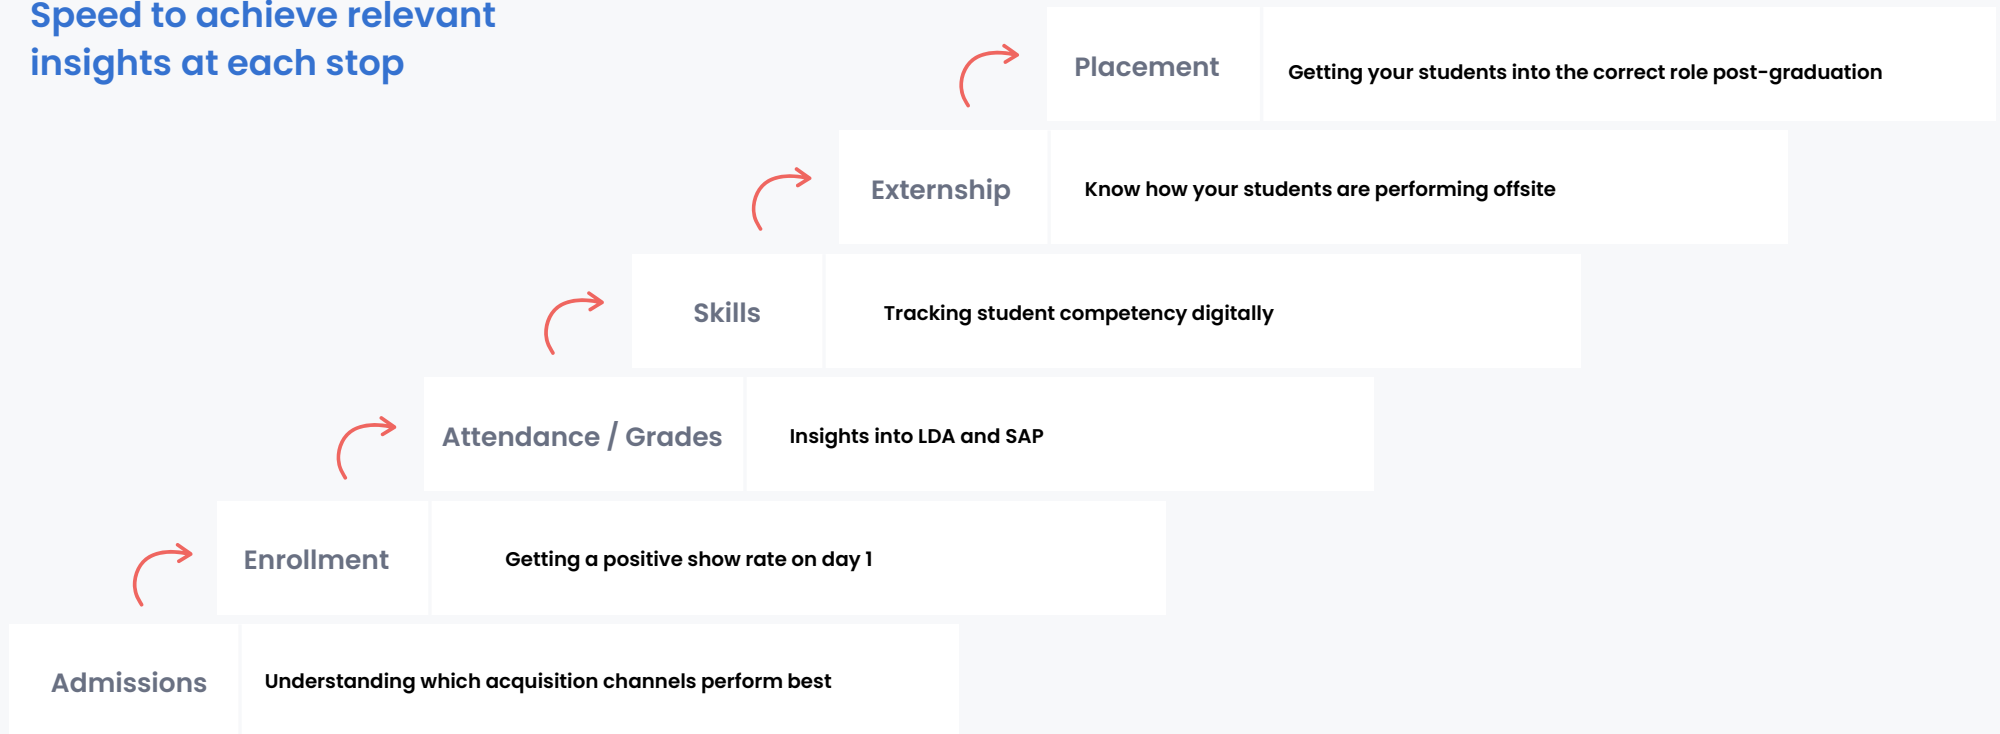 Speed to achieve relevant
insights at each stop
Placement
Getting your students into the correct role post-graduation
Externship
Know how your students are performing offsite
Skills
Tracking student competency digitally
Attendance / Grades
Insights into LDA and SAP
Enrollment
Getting a positive show rate on day 1
Admissions
Understanding which acquisition channels perform best